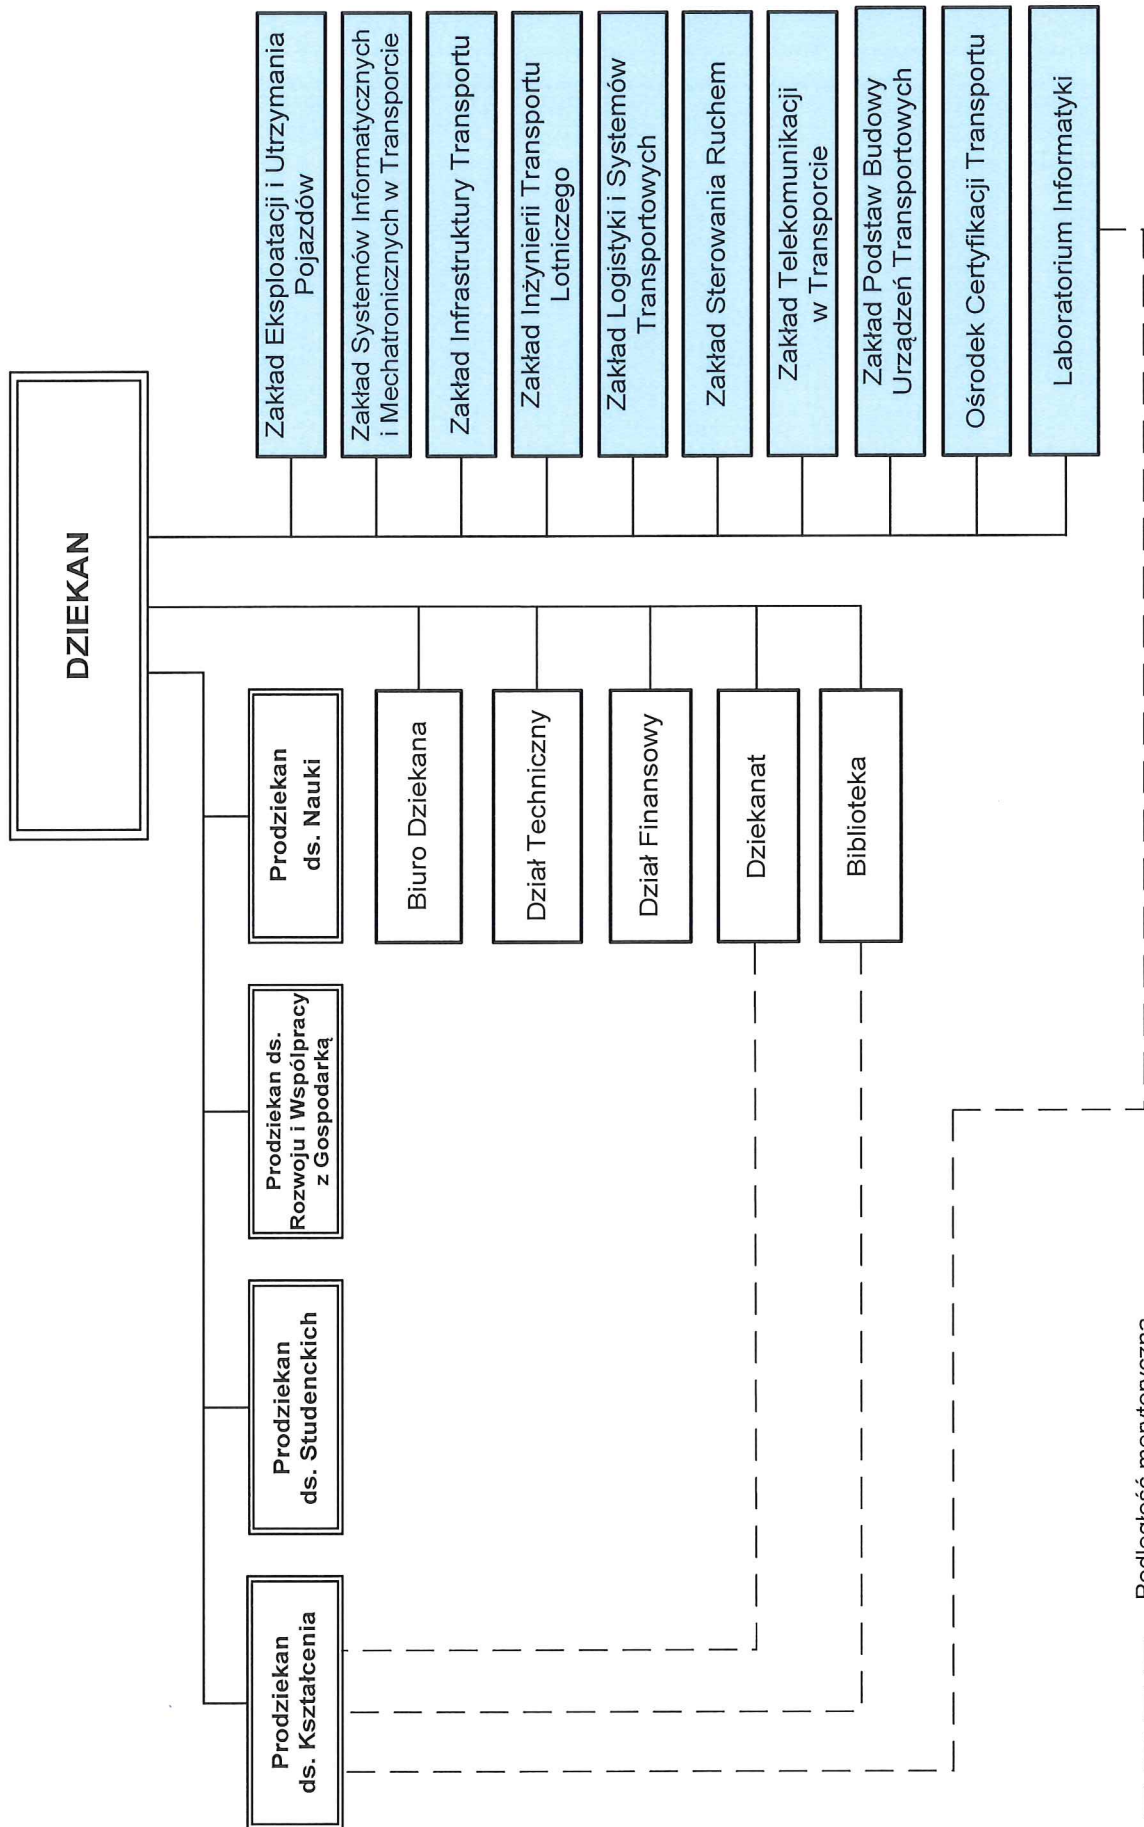 DZIEKAN
Prodziekan
ds. Kształcenia
Prodziekan
ds. Studenckich
Prodziekan ds.
Rozwoju i Współpracy
z Gospodarką
Prodziekan
ds. Nauki
Biuro Dziekana
Dział Techniczny
Dział Finansowy
Dziekanat
Biblioteka
Zakład Eksploatacji i Utrzymania
Pojazdów
Zakład Systemów Informatycznych
i Mechatronicznych w Transporcie
Zakład Infrastruktury Transportu
Zakład Inżynierii Transportu
Lotniczego
Zakład Logistyki i Systemów
Transportowych
Zakład Sterowania Ruchem
Zakład Telekomunikacji
w Transporcie
Zakład Podstaw Budowy
Urządzeń Transportowych
Ośrodek Certyfikacji Transportu
Laboratorium Informatyki
Podległość merytoryczna